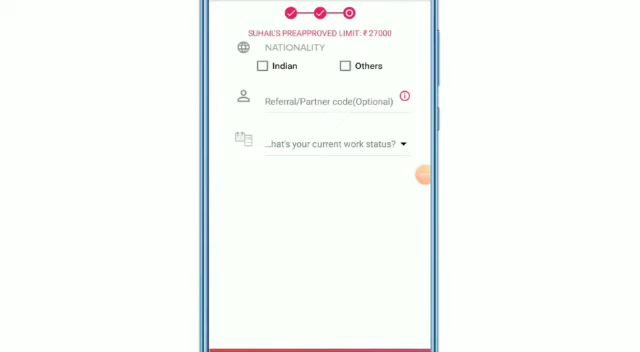 SUHAIL'S PREAPPROVED LIMIT: ₹ 27000
NATIONALITY
Indian Others
Referral/Partner code(Optional)
...hat's your current work status?